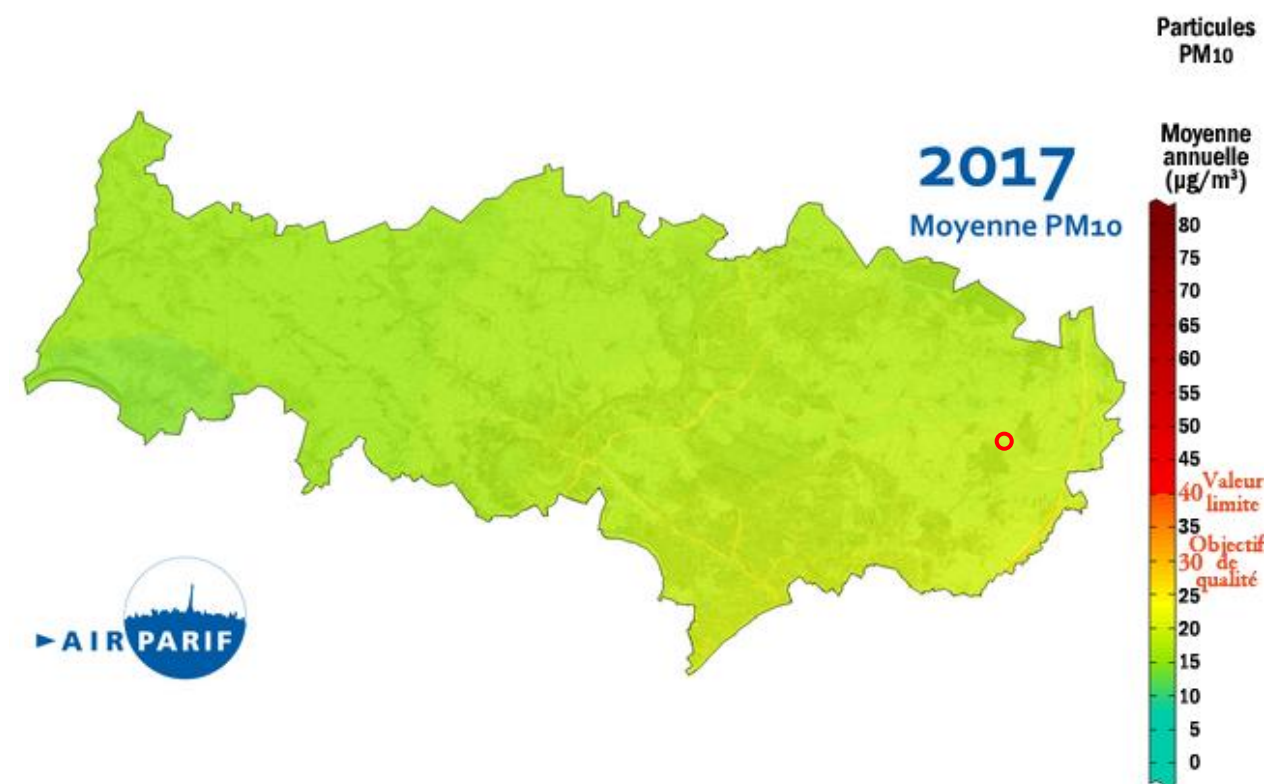 Particules
PM10
2017
Moyenne PM10
Moyenne
annuelle
(µg/m³)
80
75
70
65
60
55
50
45
40 Valeur
limite
35
Objectif
30 de
qualité
25
20
15
10
5
0
►AIRPARIF